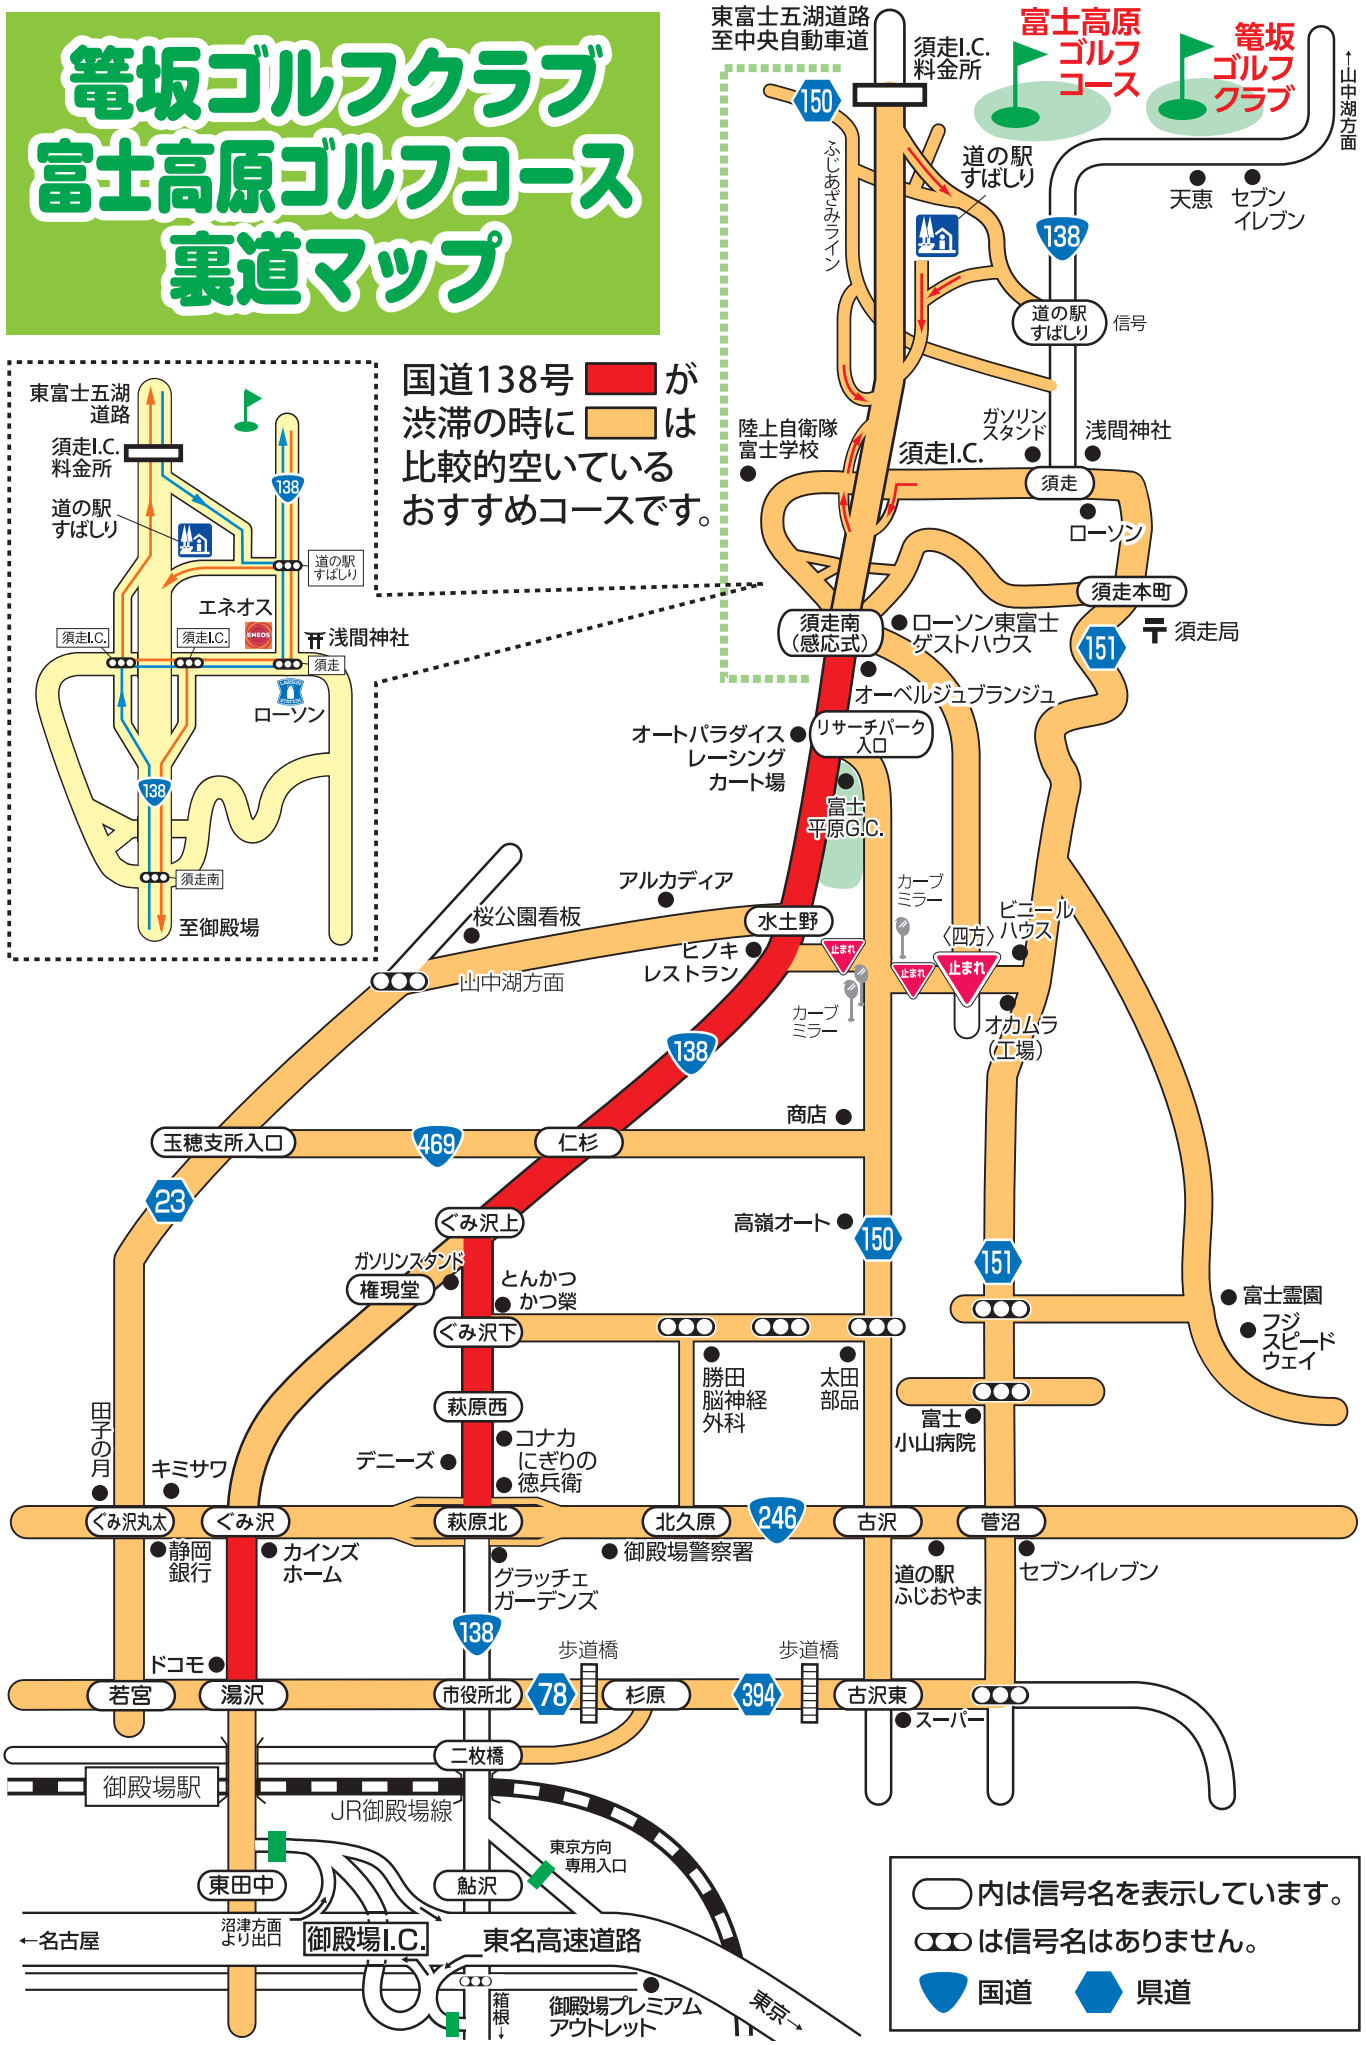 篭坂ゴルフクラブ
富士高原ゴルフコース
裏道マップ
東富士五湖道路
至中央自動車道
須走I.C.
料金所
富士高原
ゴルフ
コース
篭坂
ゴルフ
クラブ
←山中湖方面
150
ふじあざみライン
道の駅
すばしり
天恵
セブン
イレブン
138
道の駅
すばしり
信号
国道138号 が
渋滞の時に は
比較的空いている
おすすめコースです。
東富士五湖
道路
須走I.C.
料金所
道の駅
すばしり
138
道の駅
すばしり
エネオス
ENEOS
須走I.C.
須走I.C.
浅間神社
須走
ローソン
138
須走南
至御殿場
陸上自衛隊
富士学校
須走I.C.
ガソリン
スタンド
浅間神社
須走
ローソン
須走本町
須走南
(感応式)
ローソン東富士
ゲストハウス
151
須走局
オーベルジュブランジュ
オートパラダイス
レーシング
カート場
リサーチパーク
入口
富士
平原G.C.
アルカディア
桜公園看板
水土野
ヒノキ
レストラン
山中湖方面
止まれ
カーブ
ミラー
カーブ
ミラー
止まれ
〈四方〉
止まれ
ビニール
ハウス
オカムラ
(工場)
138
商店
玉穂支所入口
469
仁杉
23
ぐみ沢上
高嶺オート
150
151
ガソリンスタンド
権現堂
とんかつ
かつ榮
ぐみ沢下
富士霊園
フジ
スピード
ウェイ
勝田
脳神経
外科
太田
部品
萩原西
富士
小山病院
田子の月
キミサワ
デニーズ
コナカ
にぎりの
徳兵衛
ぐみ沢丸太
ぐみ沢
萩原北
北久原
246
古沢
菅沼
静岡
銀行
カインズ
ホーム
グラッチェ
ガーデンズ
御殿場警察署
道の駅
ふじおやま
セブンイレブン
138
歩道橋
歩道橋
ドコモ
若宮
湯沢
市役所北
78
杉原
394
古沢東
スーパー
二枚橋
御殿場駅
JR御殿場線
東京方向
専用入口
東田中
鮎沢
沼津方面
より出口
←名古屋
御殿場I.C.
東名高速道路
箱根→
御殿場プレミアム
アウトレット
東京→
内は信号名を表示しています。
は信号名はありません。
国道
県道